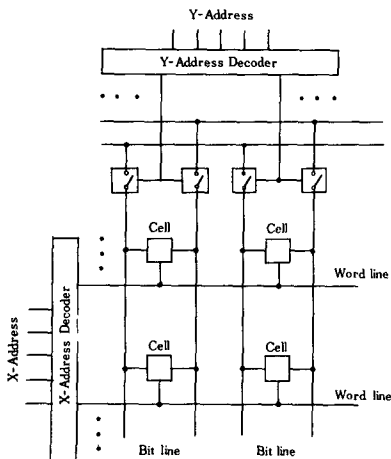 Y-Address
Y-Address Decoder
Cell
Cell
Word line
X-Address
X-Address Decoder
Cell
Cell
Word line
Bit line
Bit line